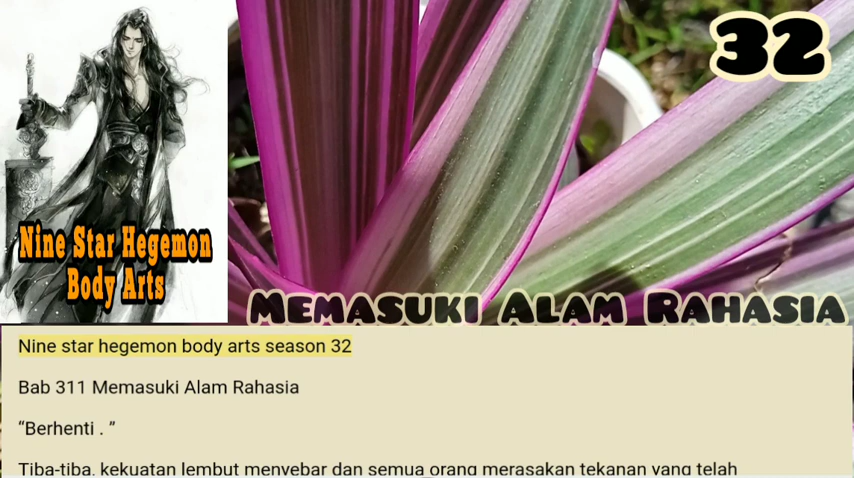 32
Nine Star Hegemon
Body Arts
Memasuki Alam Rahasia
Nine star hegemon body arts season 32
Bab 311 Memasuki Alam Rahasia
“Berhenti . ”
Tiba-tiba, kekuatan lembut menyebar dan semua orang merasakan tekanan yang telah